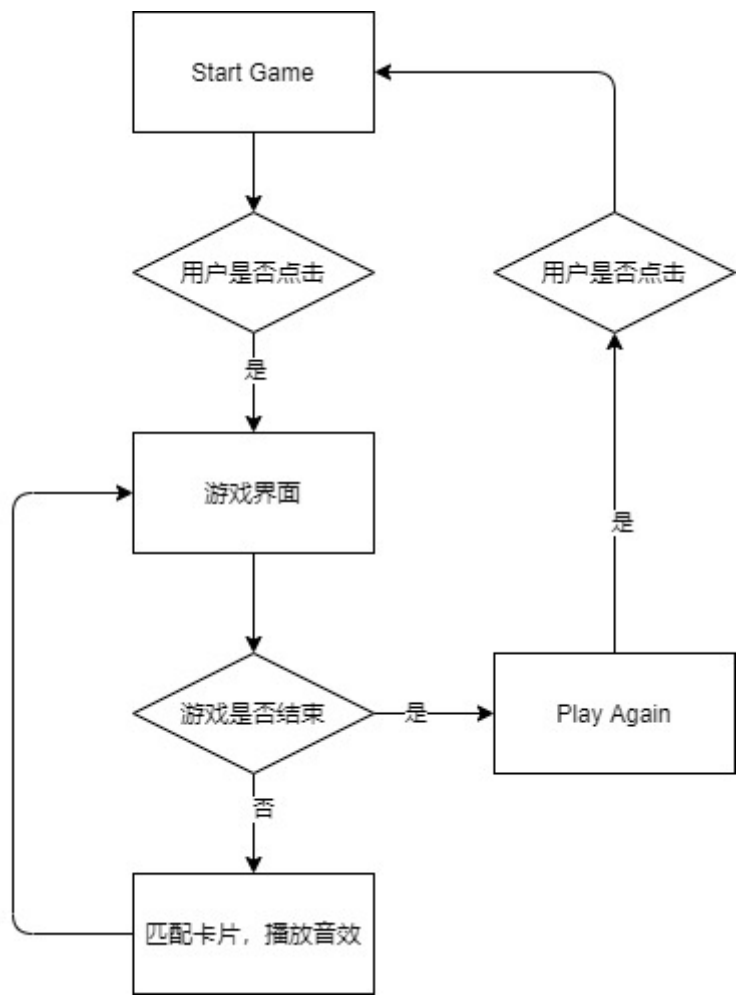 Start Game
用户是否点击
用户是否点击
是
游戏界面
是
游戏是否结束
是
Play Again
否
匹配卡片，播放音效